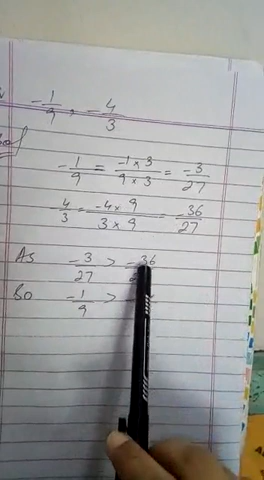 -1/9 , -4/3
Sol
-1/9 = -1×3/9×3 = -3/27
-4/3 = -4×9/3×9 = -36/27
As -3/27 > -36/2
So -1/9 >